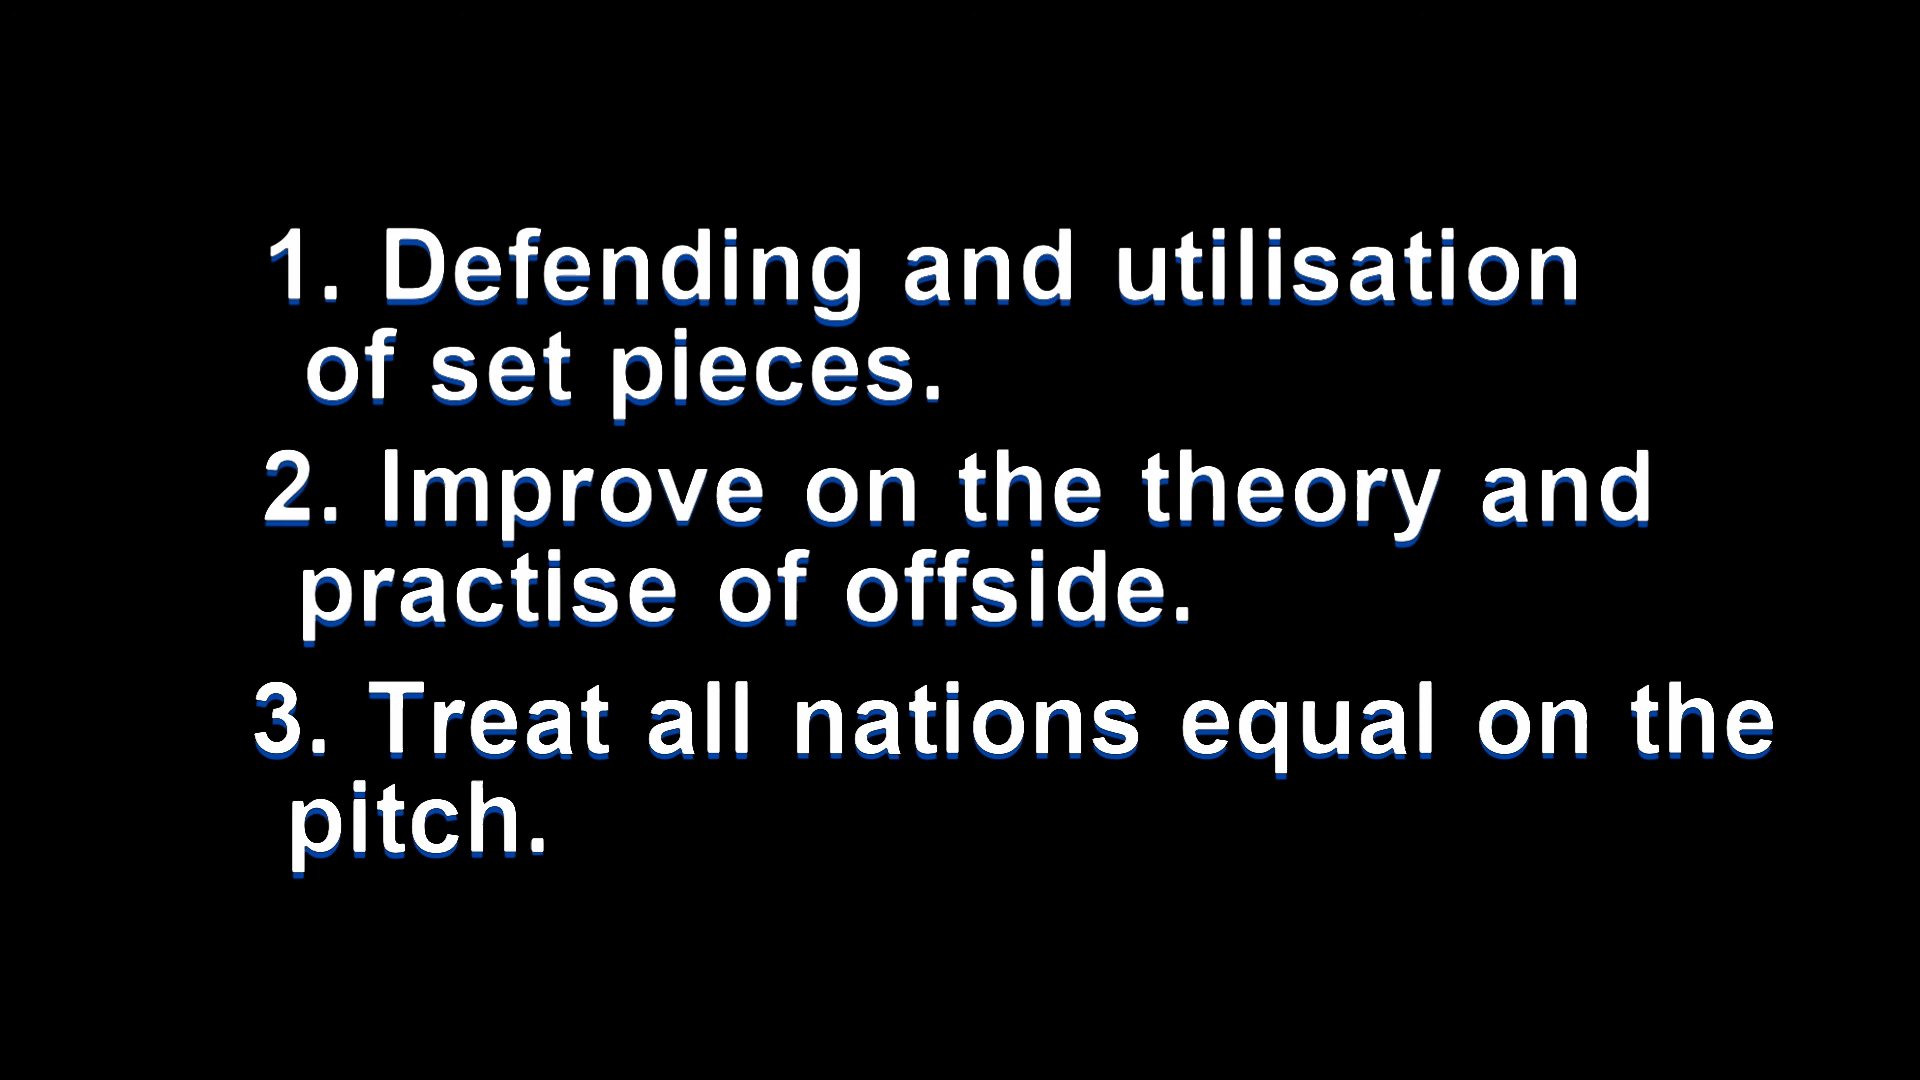 1. Defending and utilisation
of set pieces.
2. Improve on the theory and
practise of offside.
3. Treat all nations equal on the
pitch.